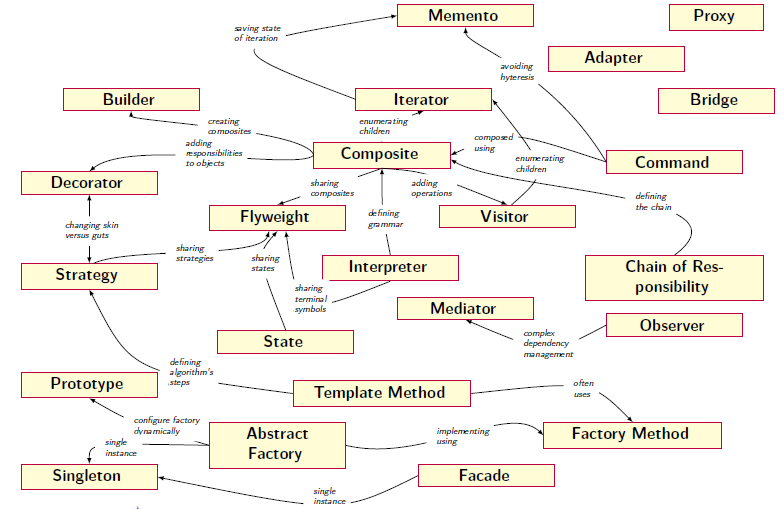 Memento
Proxy
saving state
of iteration
Adapter
avoiding
hyteresis
Builder
Iterator
Bridge
creating
composites
enumerating
children
composed
using
adding
responsibilities
to objects
Composite
enumerating
children
Command
Decorator
sharing
composites
adding
operations
defining
the chain
Flyweight
defining
grammar
Visitor
changing skin
versus guts
sharing
strategies
sharing
states
Strategy
Interpreter
Chain of Res-
ponsibility
sharing
terminal
symbols
Mediator
Observer
State
complex
dependency
management
defining
algorithm's
steps
Prototype
Template Method
often
uses
configure factory
dynamically
single
instance
Abstract
Factory
implementing
using
Factory Method
Singleton
Facade
single
instance